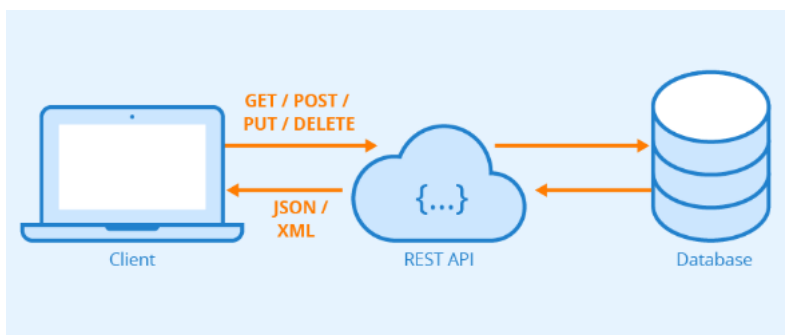 GET / POST /
PUT / DELETE
JSON /
XML
{...}
Client
REST API
Database